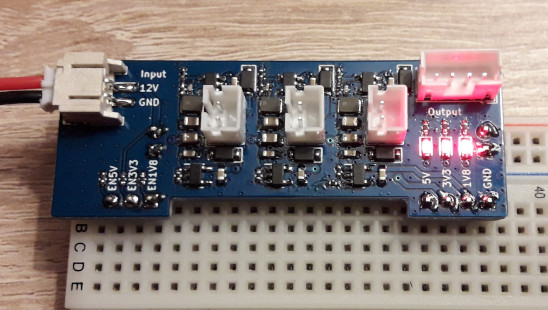 Input
12V
GND
Output
EN5V
EN3V3
EN1V8
5V
3V3
1V8
GND
40
B
C
D
E